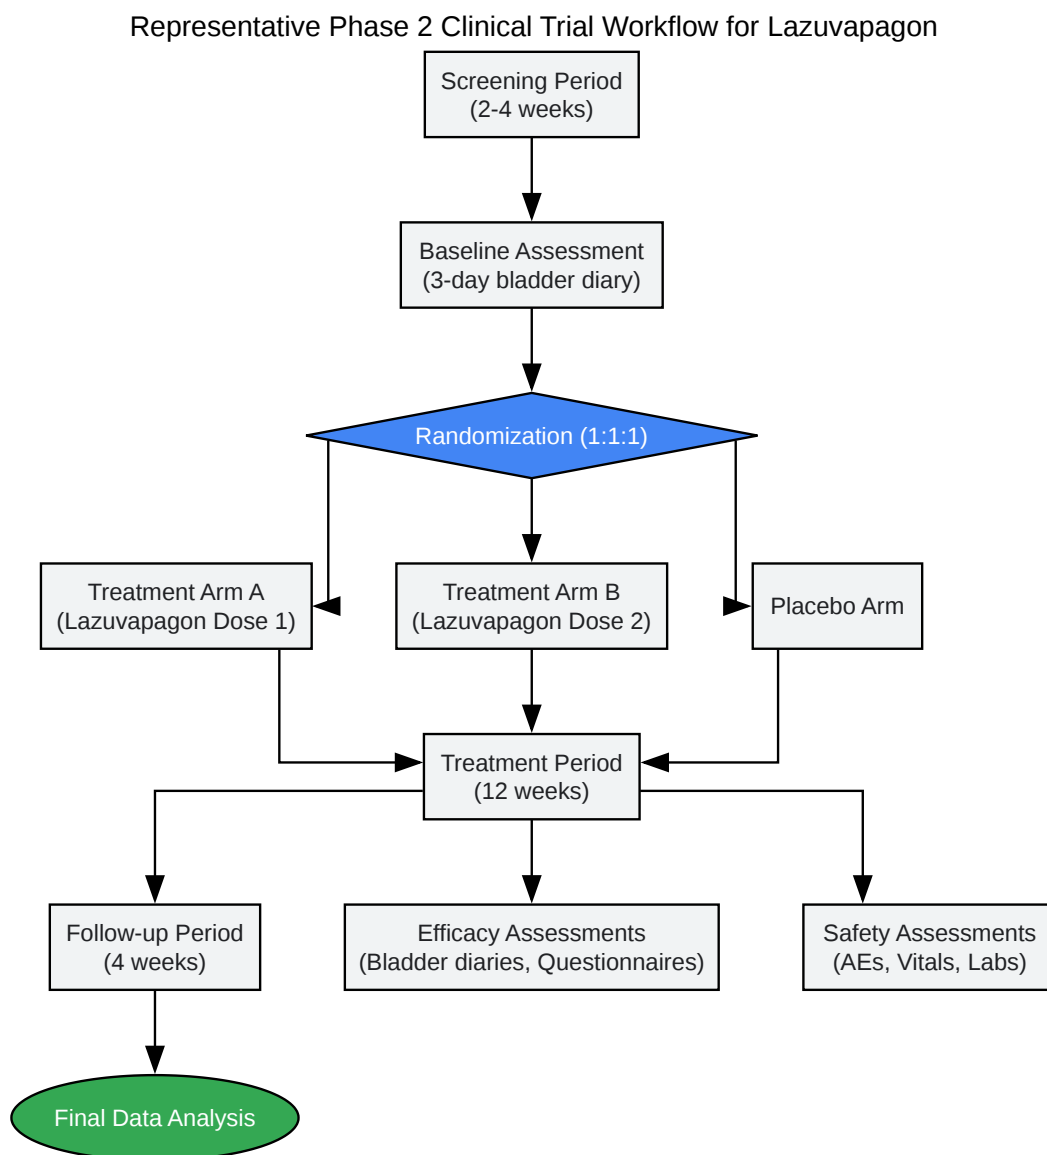 Representative Phase 2 Clinical Trial Workflow for Lazuvapagon
Screening Period
(2-4 weeks)
Baseline Assessment
(3-day bladder diary)
Randomization (1:1:1)
Treatment Arm A
(Lazuvapagon Dose 1)
Treatment Arm B
(Lazuvapagon Dose 2)
Placebo Arm
Treatment Period
(12 weeks)
Follow-up Period
(4 weeks)
Efficacy Assessments
(Bladder diaries, Questionnaires)
Safety Assessments
(AEs, Vitals, Labs)
Final Data Analysis